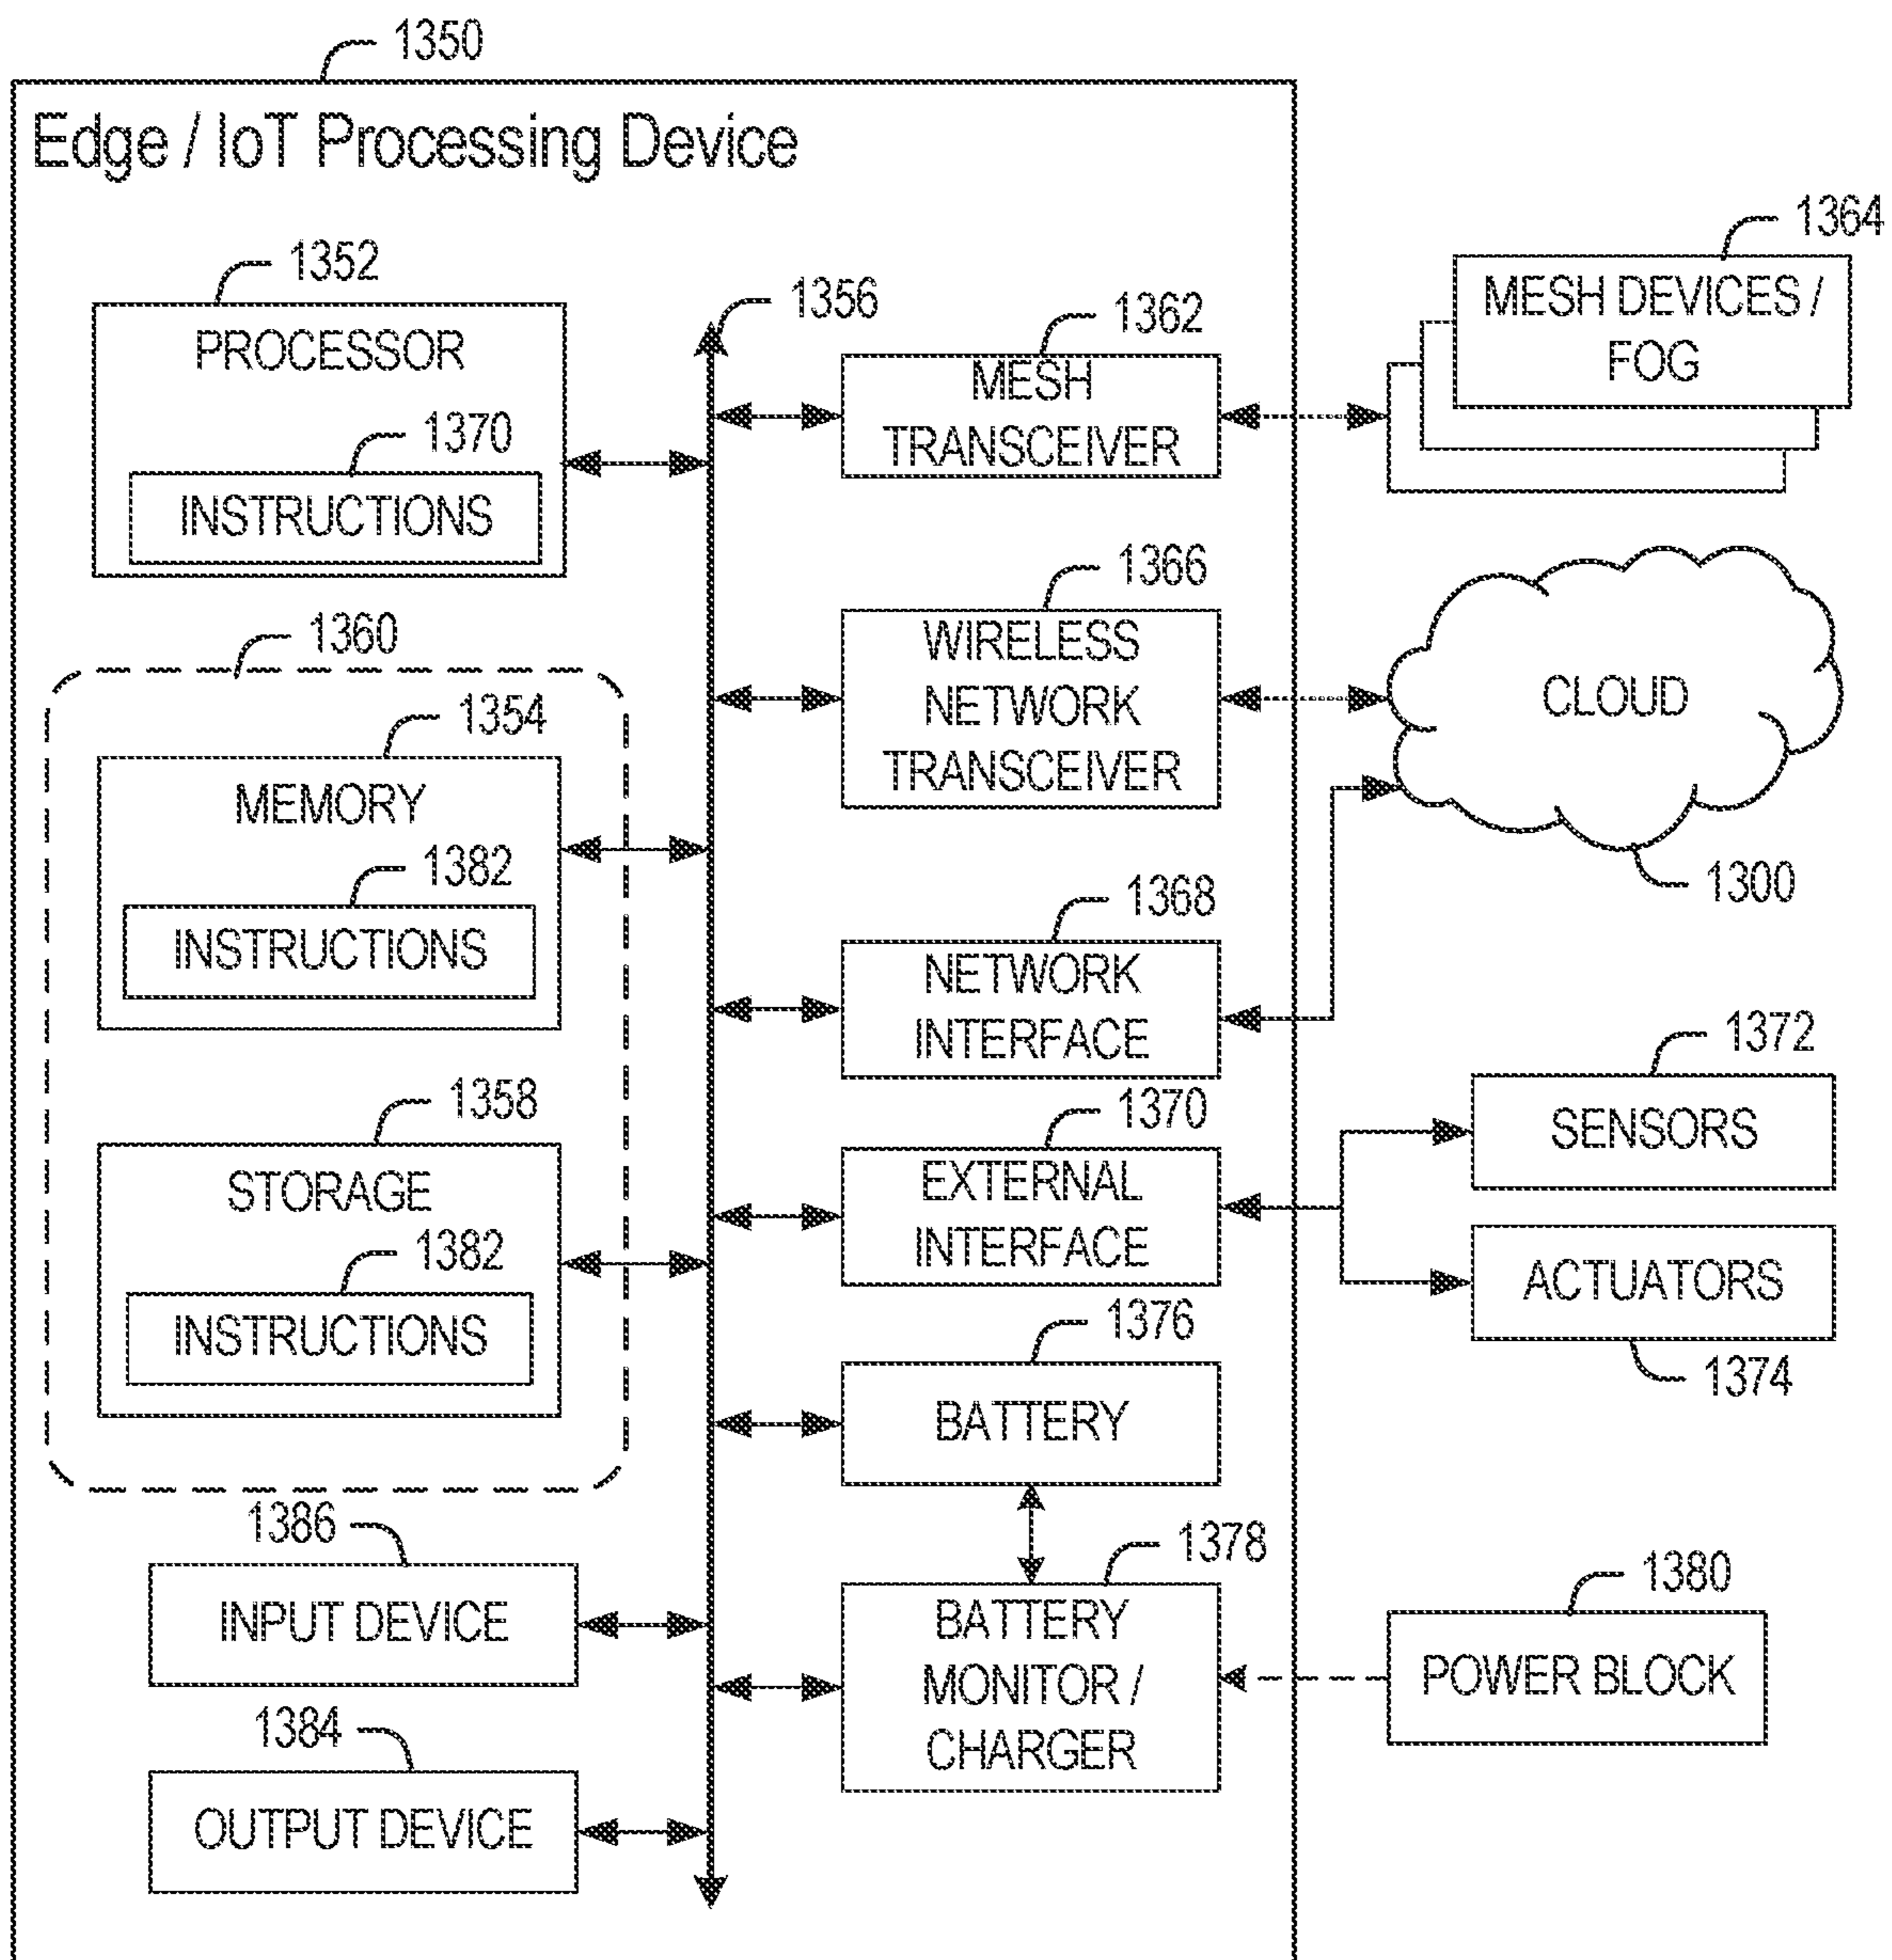 1350
Edge / IoT Processing Device
1352
PROCESSOR
1370
INSTRUCTIONS
1360
1354
MEMORY
1382
INSTRUCTIONS
1358
STORAGE
1382
INSTRUCTIONS
1386
INPUT DEVICE
1384
OUTPUT DEVICE
1356
1362
MESH
TRANSCEIVER
1366
WIRELESS
NETWORK
TRANSCEIVER
1368
NETWORK
INTERFACE
1370
EXTERNAL
INTERFACE
1376
BATTERY
1378
BATTERY
MONITOR /
CHARGER
1364
MESH DEVICES /
FOG
CLOUD
1300
1372
SENSORS
ACTUATORS
1374
1380
POWER BLOCK